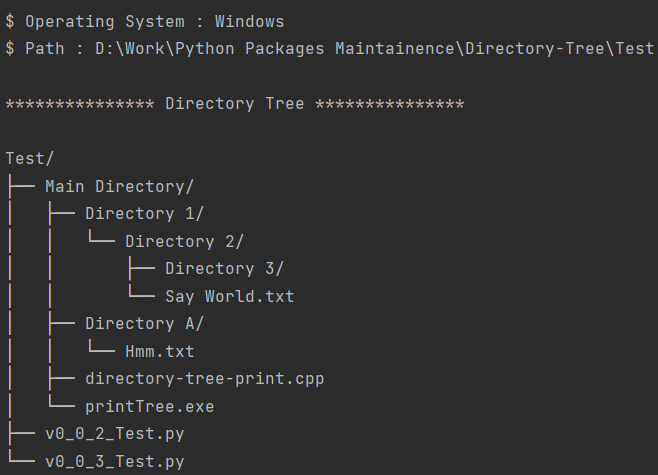 $ Operating System : Windows
$ Path : D:\Work\Python Packages Maintainence\Directory-Tree\Test
*************** Directory Tree ***************
Test/
├── Main Directory/
│   ├── Directory 1/
│   │   └── Directory 2/
│   │       ├── Directory 3/
│   │       └── Say World.txt
│   ├── Directory A/
│   │   └── Hmm.txt
│   ├── directory-tree-print.cpp
│   └── printTree.exe
├── v0_0_2_Test.py
└── v0_0_3_Test.py